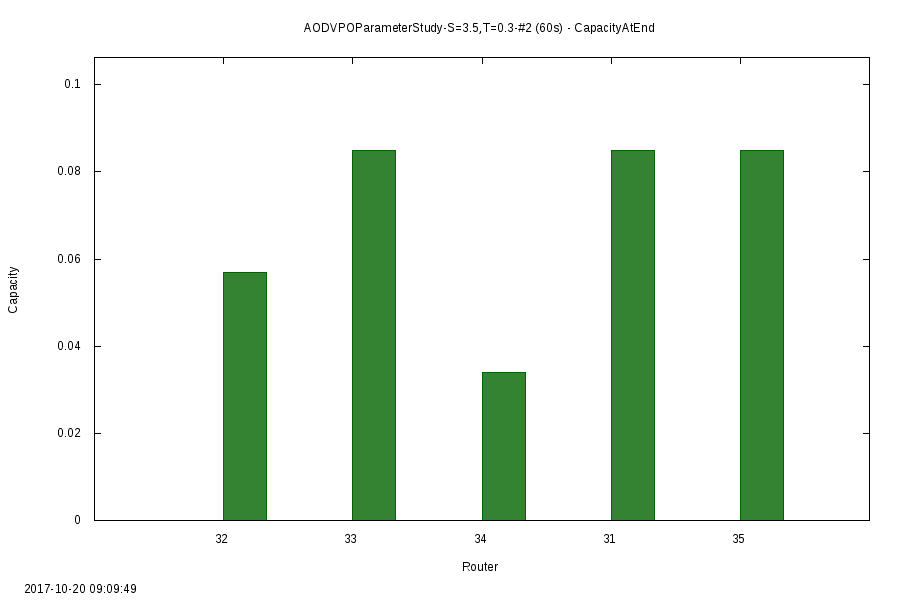 AODVPOParameterStudy-S=3.5,T=0.3-#2 (60s) - CapacityAtEnd
0.1
0.08
0.06
0.04
0.02
0
Capacity
32 33 34 31 35
Router
2017-10-20 09:09:49